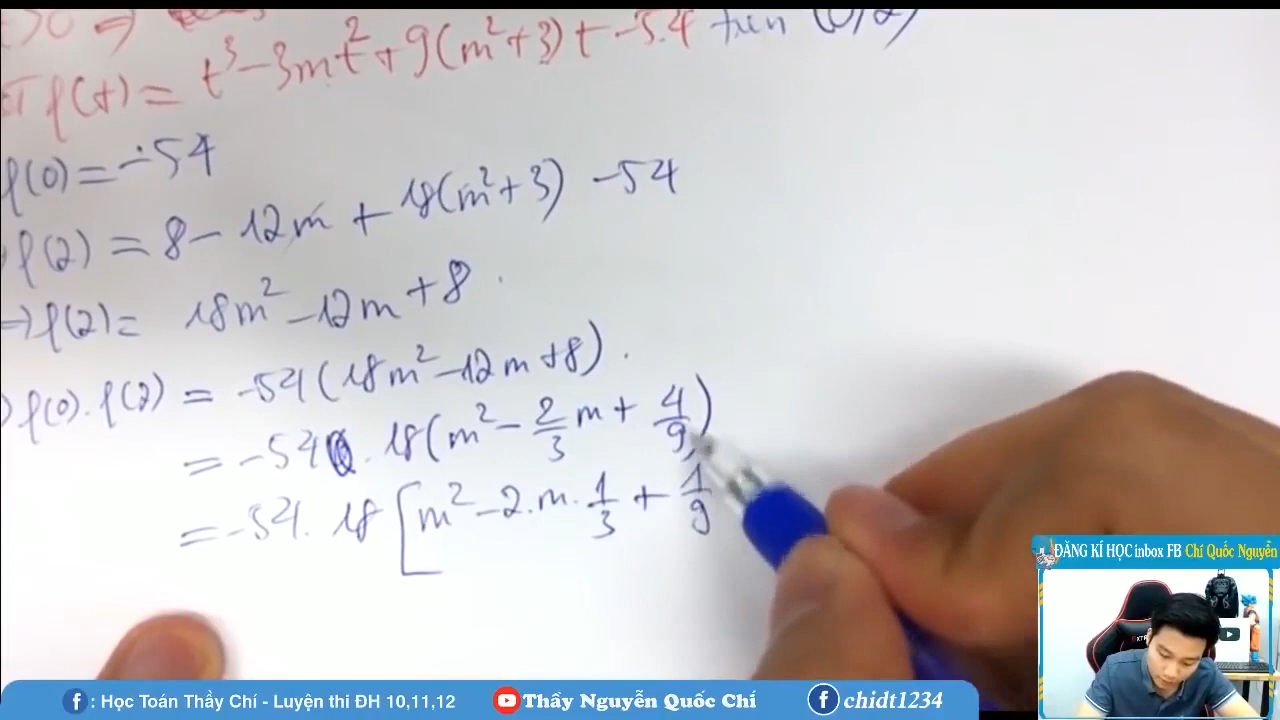 f(t) = t³ - 3mt² + 9(m² + 3)t - 54 trên (0, 2)
f(0) = -54
f(2) = 8 - 12m + 18(m² + 3) - 54
→ f(2) = 18m² - 12m + 8.
f(0). f(2) = -54(18m² - 12m + 8).
= -54. 18(m² - 2/3 m + 4/9)
= -54. 18[m² - 2.m. 1/3 + 1/9
ĐĂNG KÍ HỌC inbox FB Chí Quốc Nguyễn
: Học Toán Thầy Chí - Luyện thi ĐH 10,11,12
Thầy Nguyễn Quốc Chí
chidt1234